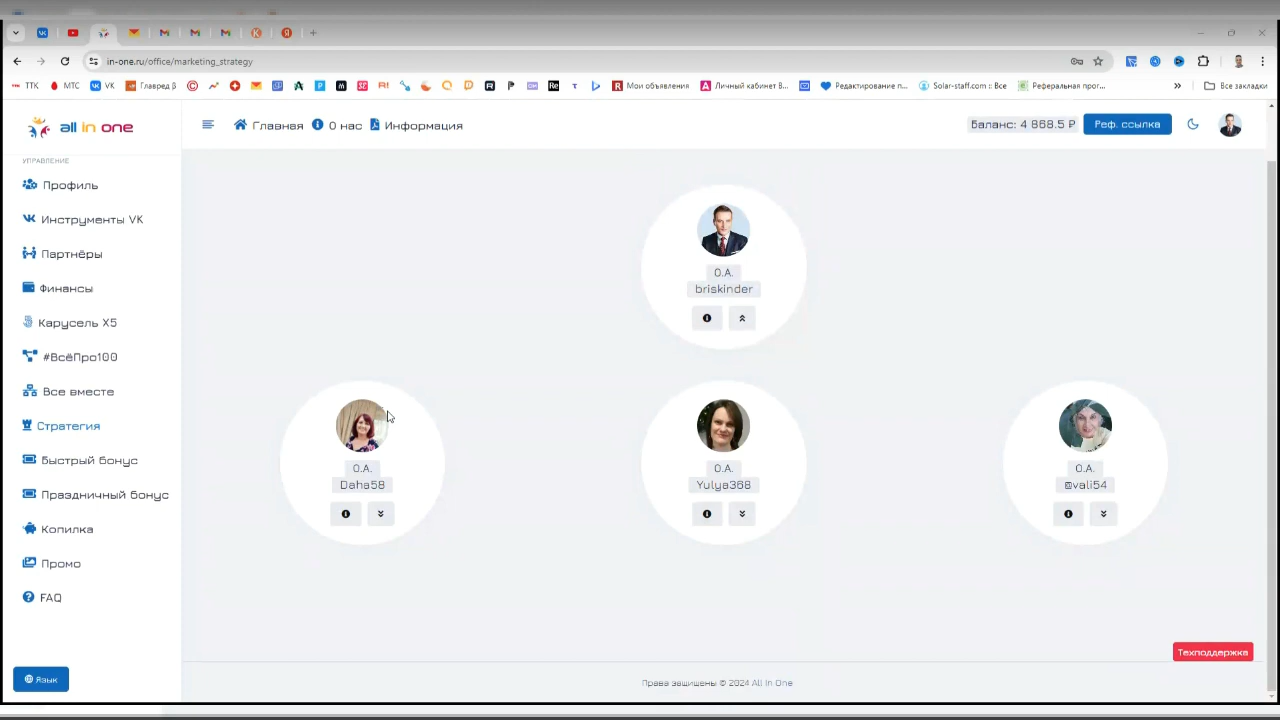 in-one.ru/office/marketing_strategy
ТТК МТС VK Главред β Мои объявления Личный кабинет B... Редактирование п... Solar-staff.com :: Все Реферальная прог... Все закладки
all in one
Главная О нас Информация
Баланс: 4 868.5 ₽ Реф. ссылка
УПРАВЛЕНИЕ
Профиль
Инструменты VK
Партнёры
Финансы
Карусель X5
#ВсёПро100
Все вместе
Стратегия
Быстрый бонус
Праздничный бонус
Копилка
Промо
FAQ
Язык
О.А.
briskinder
О.А.
Daha58
О.А.
Yulya368
О.А.
@vali54
Техподдержка
Права защищены © 2024 All In One